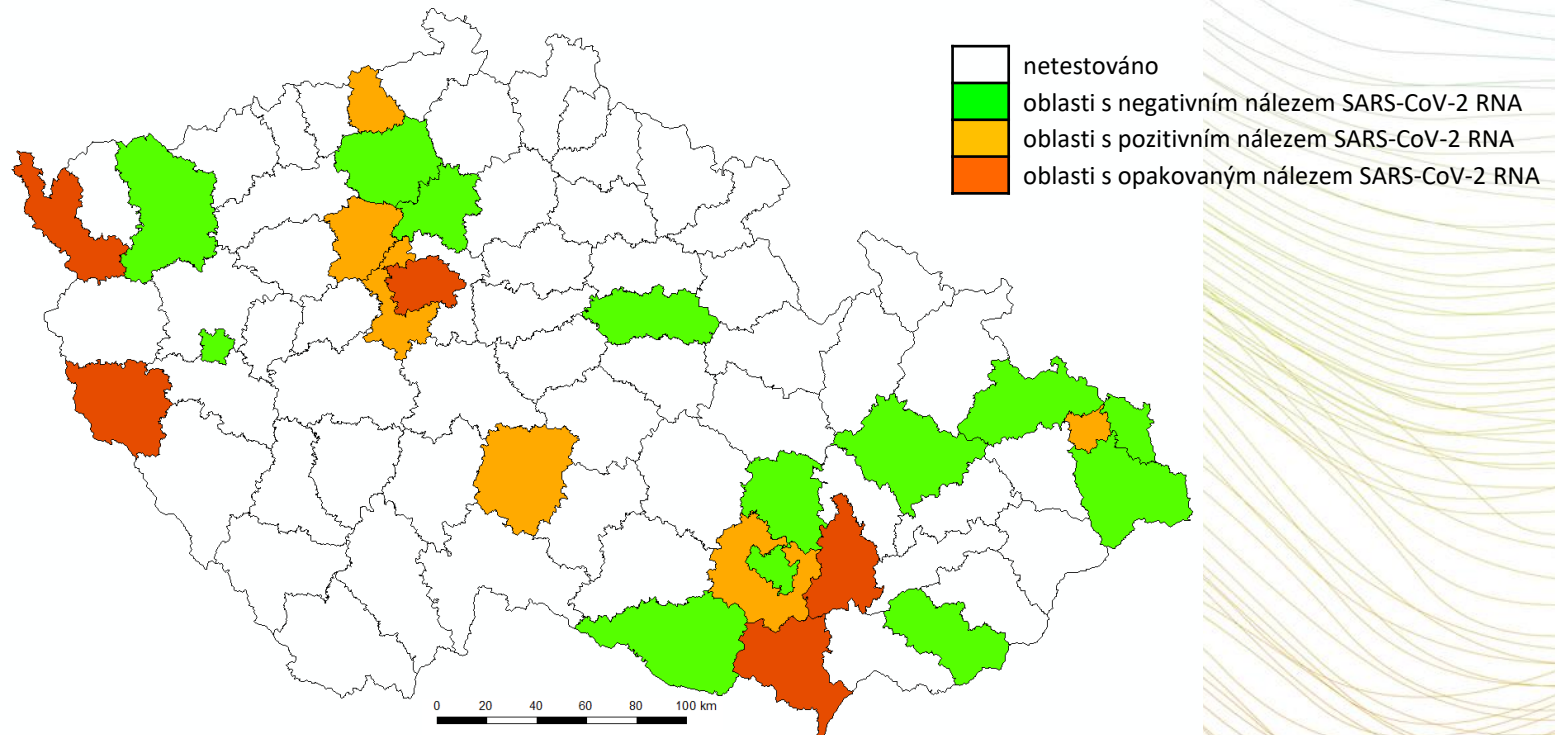 netestováno
oblasti s negativním nálezem SARS-CoV-2 RNA
oblasti s pozitivním nálezem SARS-CoV-2 RNA
oblasti s opakovaným nálezem SARS-CoV-2 RNA
0 20 40 60 80 100 km